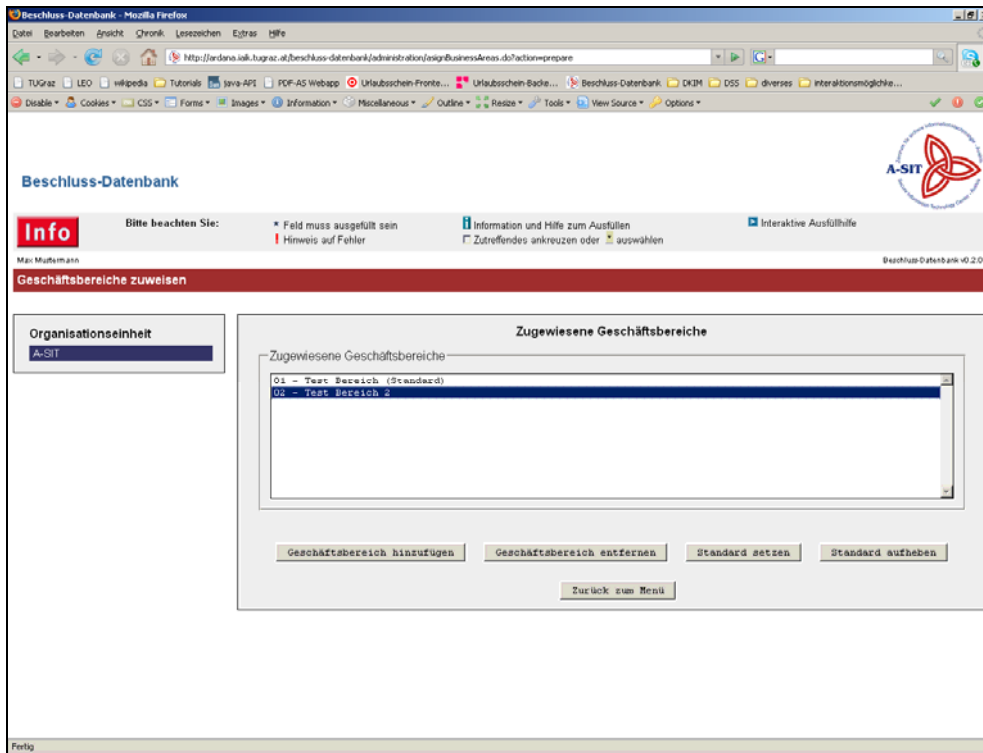 Beschluss-Datenbank - Mozilla Firefox
Datei Bearbeiten Ansicht Chronik Lesezeichen Extras Hilfe
http://ardana.iaik.tugraz.at/beschluss-datenbank/administration/asignBusinessAreas.do?action=prepare
TUGraz LEO wikipedia Tutorials java-API PDF-AS Webapp Urlaubsschein-Fronte... Urlaubsschein-Backe... Beschluss-Datenbank DKIM DSS diverses interaktionsmöglichke...
Disable Cookies CSS Forms Images Information Miscellaneous Outline Resize Tools View Source Options
A-SIT
Beschluss-Datenbank
Info
Bitte beachten Sie:
* Feld muss ausgefüllt sein
! Hinweis auf Fehler
Information und Hilfe zum Ausfüllen
Zutreffendes ankreuzen oder auswählen
Interaktive Ausfüllhilfe
Max Mustermann
Beschluss-Datenbank v0.2.0
Geschäftsbereiche zuweisen
Organisationseinheit
A-SIT
Zugewiesene Geschäftsbereiche
Zugewiesene Geschäftsbereiche
01 - Test Bereich (Standard)
02 - Test Bereich 2
Geschäftsbereich hinzufügen Geschäftsbereich entfernen Standard setzen Standard aufheben
Zurück zum Menü
Fertig